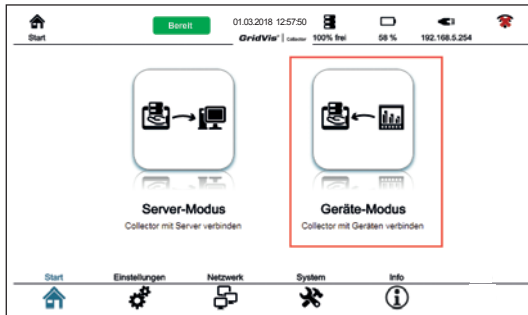 Start
Bereit
01.03.2018 12:57:50
GridVis® | Collector
100% frei
58 %
192.168.5.254
Server-Modus
Collector mit Server verbinden
Geräte-Modus
Collector mit Geräten verbinden
Start
Einstellungen
Netzwerk
System
Info